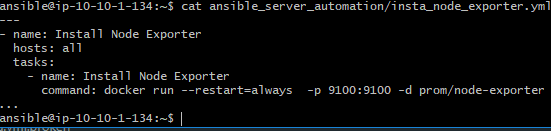 ansible@ip-10-10-1-134:~$ cat ansible_server_automation/insta_node_exporter.yml
---
- name: Install Node Exporter
  hosts: all
  tasks:
    - name: Install Node Exporter
      command: docker run --restart=always  -p 9100:9100 -d prom/node-exporter
...
ansible@ip-10-10-1-134:~$